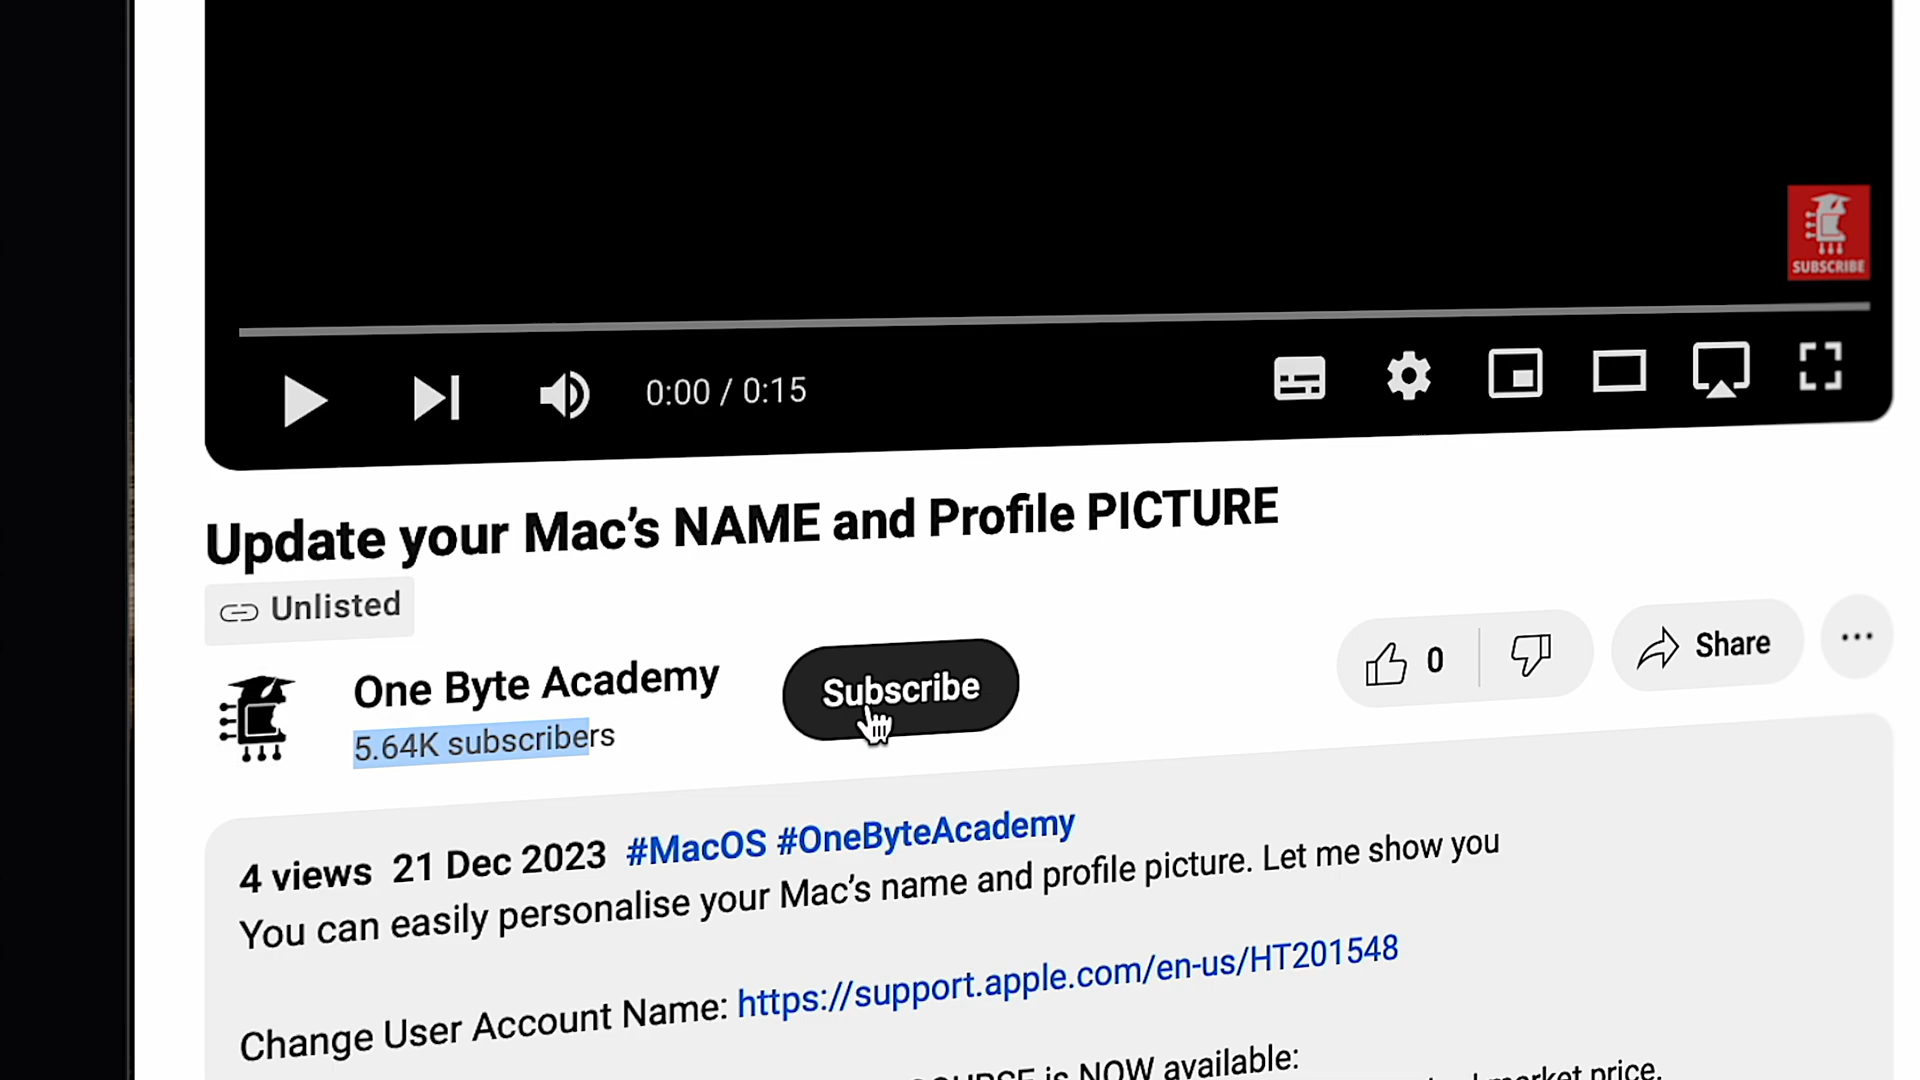 SUBSCRIBE
0:00 / 0:15
Update your Mac's NAME and Profile PICTURE
Unlisted
One Byte Academy
Subscribe
0
Share
5.64K subscribers
4 views 21 Dec 2023 #MacOS #OneByteAcademy
You can easily personalise your Mac's name and profile picture. Let me show you
Change User Account Name: https://support.apple.com/en-us/HT201548
is NOW available:
market price.